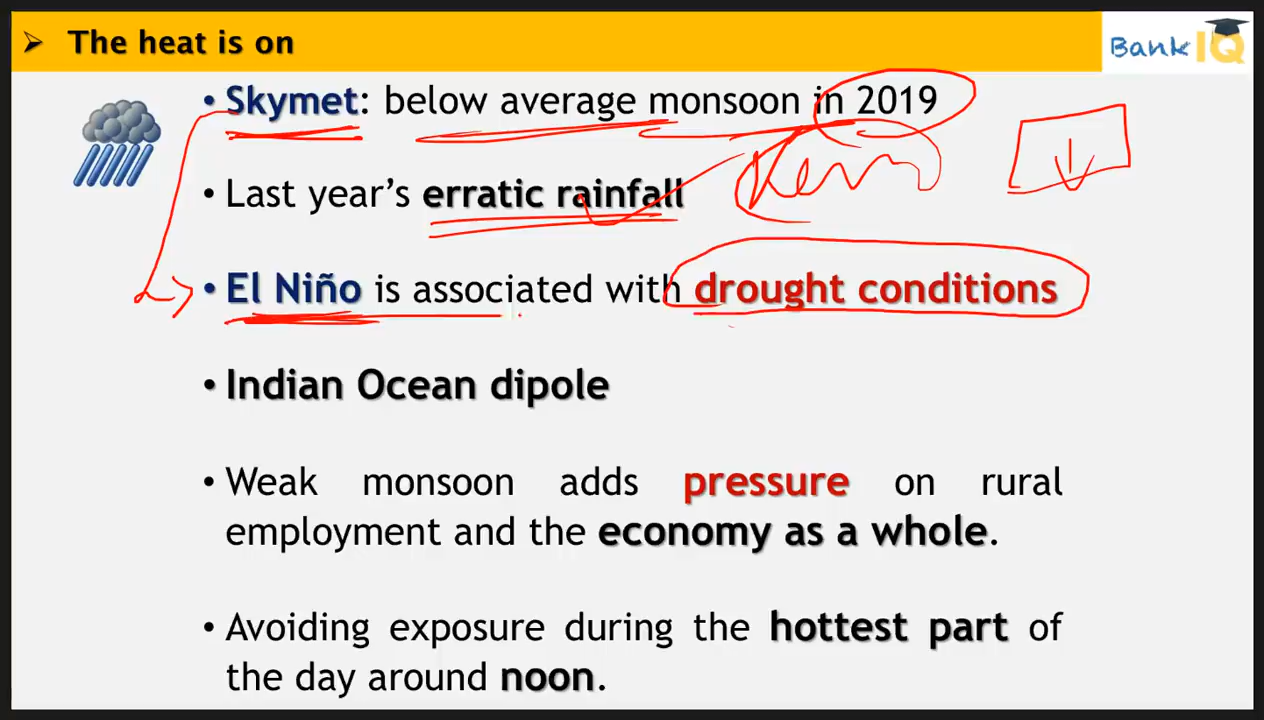 The heat is on
Bank IQ
• Skymet: below average monsoon in 2019
• Last year's erratic rainfall
• El Niño is associated with drought conditions
• Indian Ocean dipole
• Weak monsoon adds pressure on rural
employment and the economy as a whole.
• Avoiding exposure during the hottest part of
the day around noon.